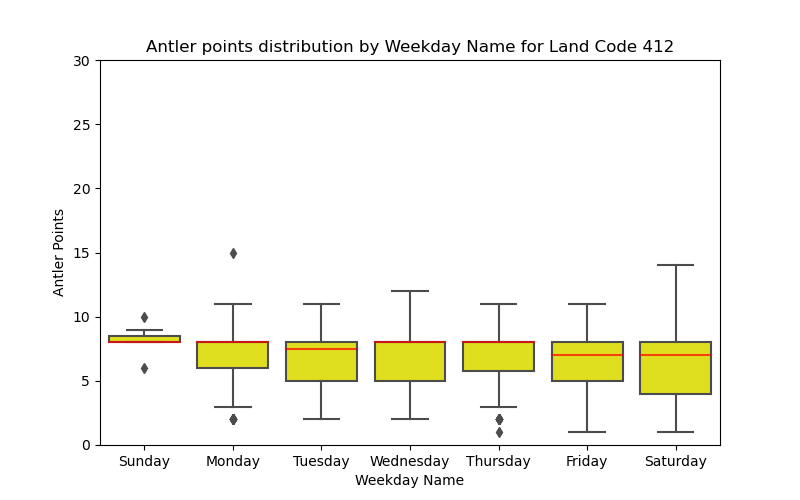 Antler points distribution by Weekday Name for Land Code 412
30
25
20
15
10
5
0
Antler Points
Sunday Monday Tuesday Wednesday Thursday Friday Saturday
Weekday Name